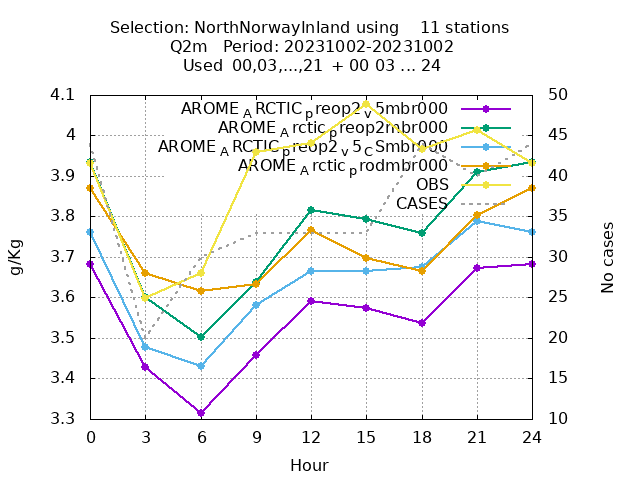 Selection: NorthNorwayInland using    11 stations
Q2m   Period: 20231002-20231002
Used  00,03,...,21  + 00 03 ... 24
4.1
4
3.9
3.8
3.7
3.6
3.5
3.4
3.3
50
45
40
35
30
25
20
15
10
AROME_ARCTIC_preop2_v5mbr000
AROME_Arctic_preop2mbr000
AROME_ARCTIC_preop2_v5_CSmbr000
AROME_Arctic_prodmbr000
OBS
CASES
g/Kg
No cases
0 3 6 9 12 15 18 21 24
Hour